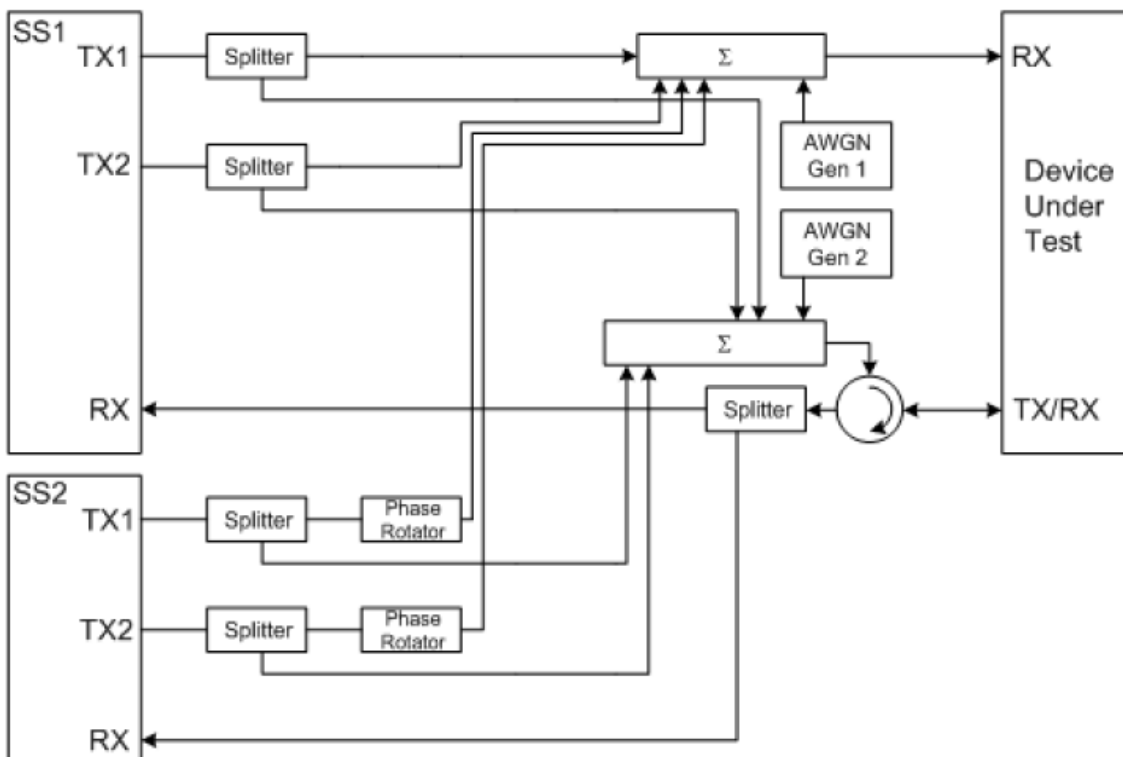 SS1
TX1
Splitter
Σ
RX
TX2
Splitter
AWGN
Gen 1
Device
Under
Test
AWGN
Gen 2
Σ
RX
Splitter
TX/RX
SS2
TX1
Splitter
Phase
Rotator
TX2
Splitter
Phase
Rotator
RX